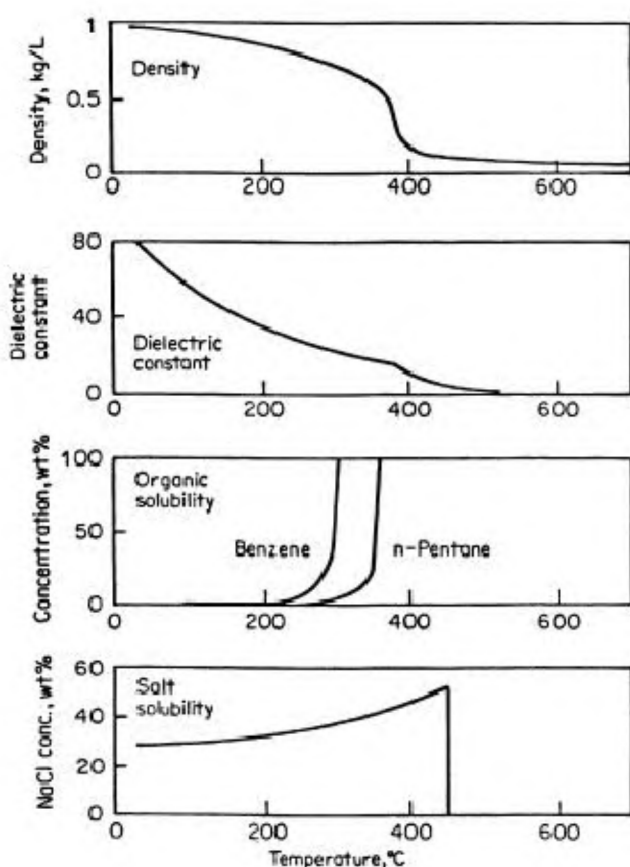 Density, kg/L
1
0.5
0
Density
0
200
400
600
Dielectric
constant
80
40
0
Dielectric
constant
0
200
400
600
Concentration, wt%
100
50
0
Organic
solubility
Benzene
n-Pentane
0
200
400
600
NaCl conc., wt%
60
40
20
0
Salt
solubility
0
200
400
600
Temperature, °C